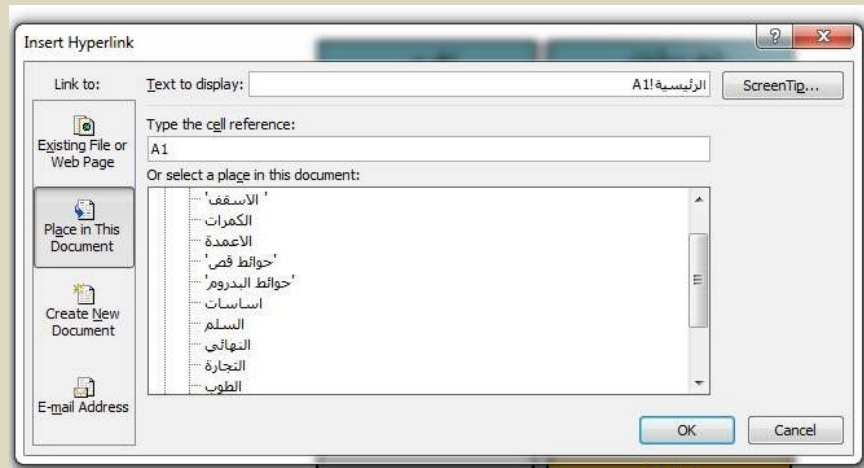 Insert Hyperlink
Link to:
Text to display:
الرئيسية!A1
ScreenTip...
Existing File or Web Page
Place in This Document
Create New Document
E-mail Address
Type the cell reference:
A1
Or select a place in this document:
' الاسقف'
الكمرات
الاعمدة
'حوائط قص'
'حوائط البدروم'
اساسات
السلم
النهائي
التجارة
الطوب
OK
Cancel